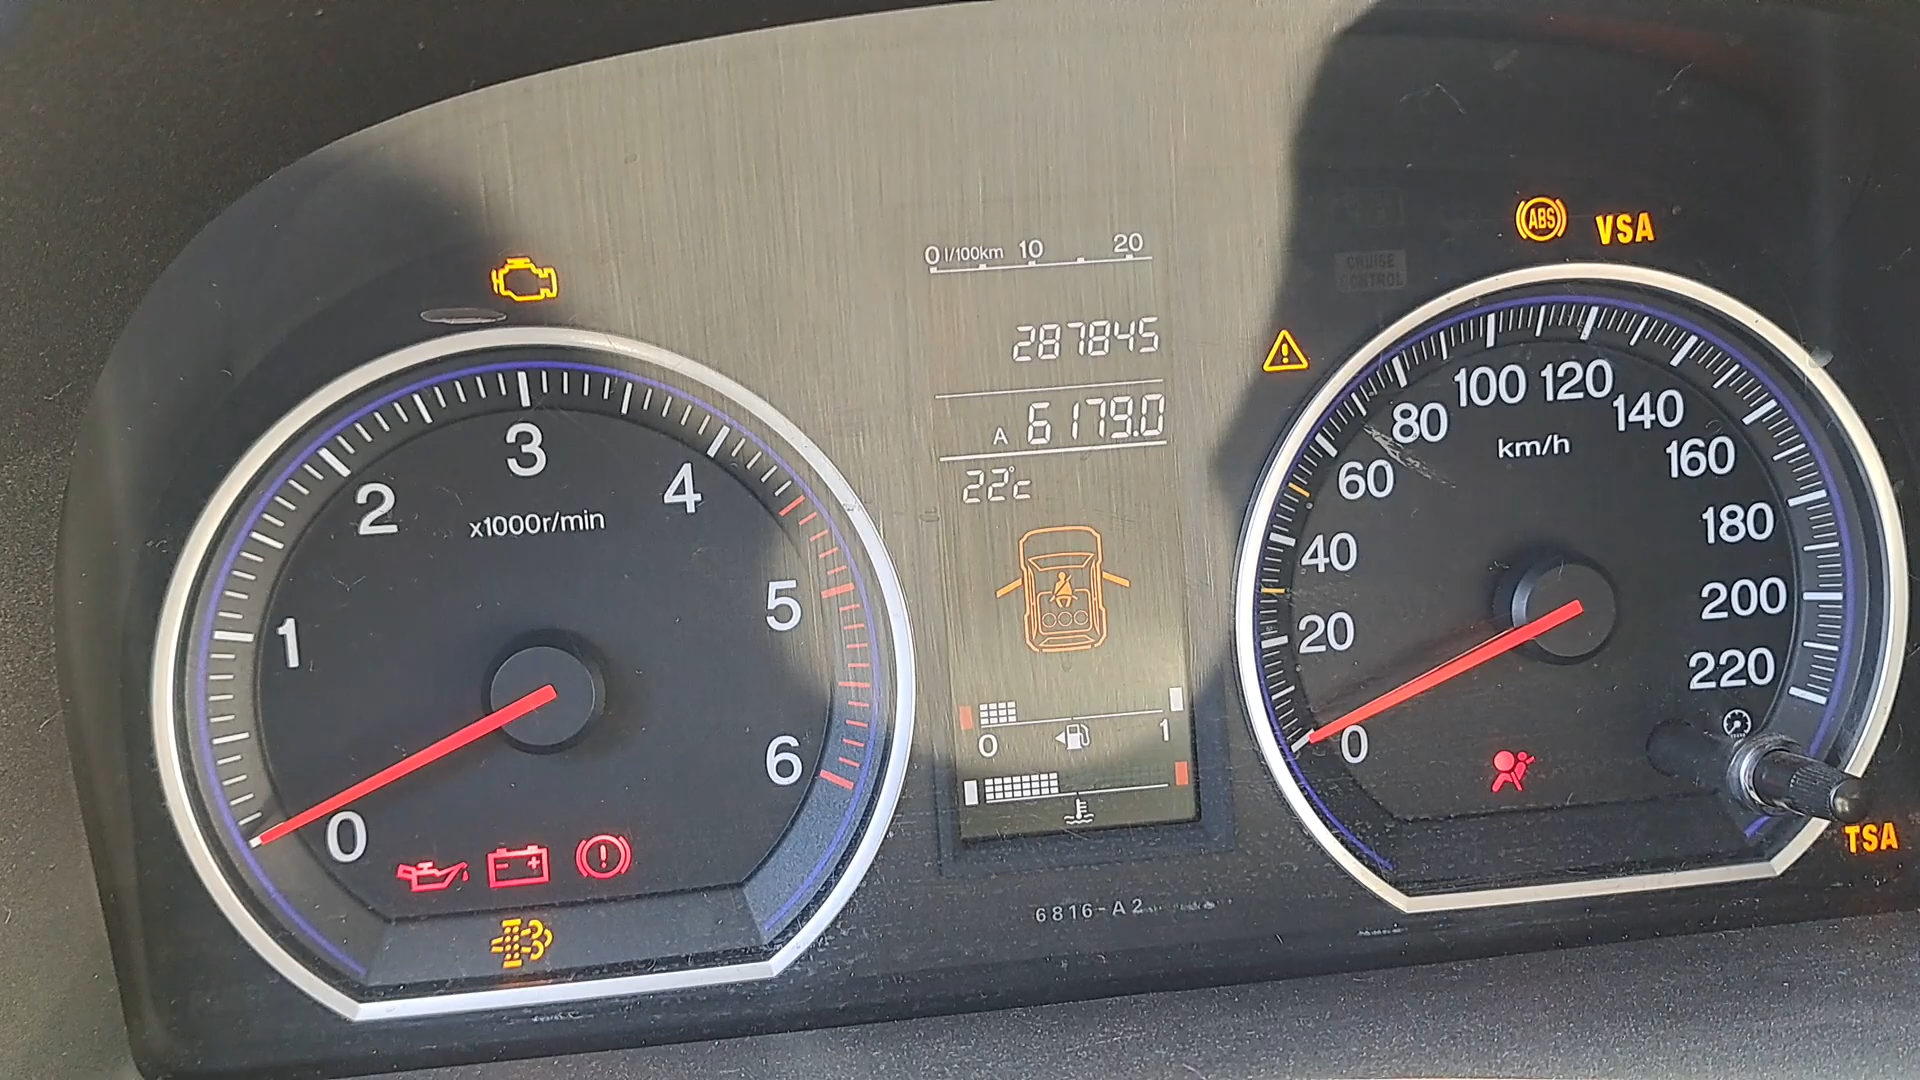 ABS VSA
0 l/100km 10 20
CRUISE
CONTROL
287845
A 6179.0
22°c
0 1 2 3 4 5 6
x1000r/min
0 20 40 60 80 100 120 140 160 180 200 220
km/h
0 1
TSA
6816-A2